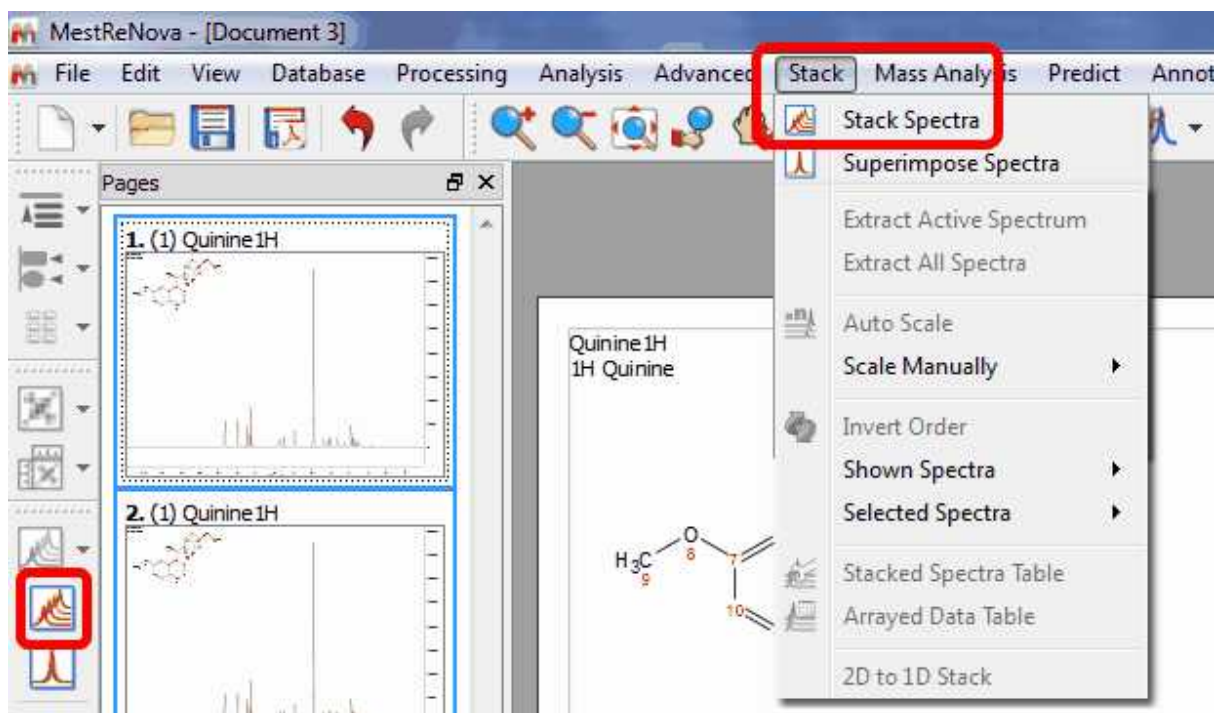 MestReNova - [Document 3]
File Edit View Database Processing Analysis Advanced Stack Mass Analysis Predict Annot
Pages
1. (1) Quinine1H
2. (1) Quinine1H
Quinine1H
1H Quinine
H3C
9
O
8
7
10
Stack Spectra
Superimpose Spectra
Extract Active Spectrum
Extract All Spectra
Auto Scale
Scale Manually
Invert Order
Shown Spectra
Selected Spectra
Stacked Spectra Table
Arrayed Data Table
2D to 1D Stack